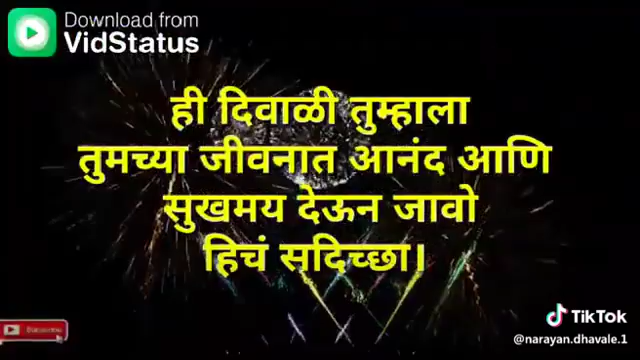 Download from
VidStatus
ही दिवाळी तुम्हाला
तुमच्या जीवनात आनंद आणि
सुखमय देऊन जावो
हिचं सदिच्छा।
TikTok
@narayan.dhavale.1